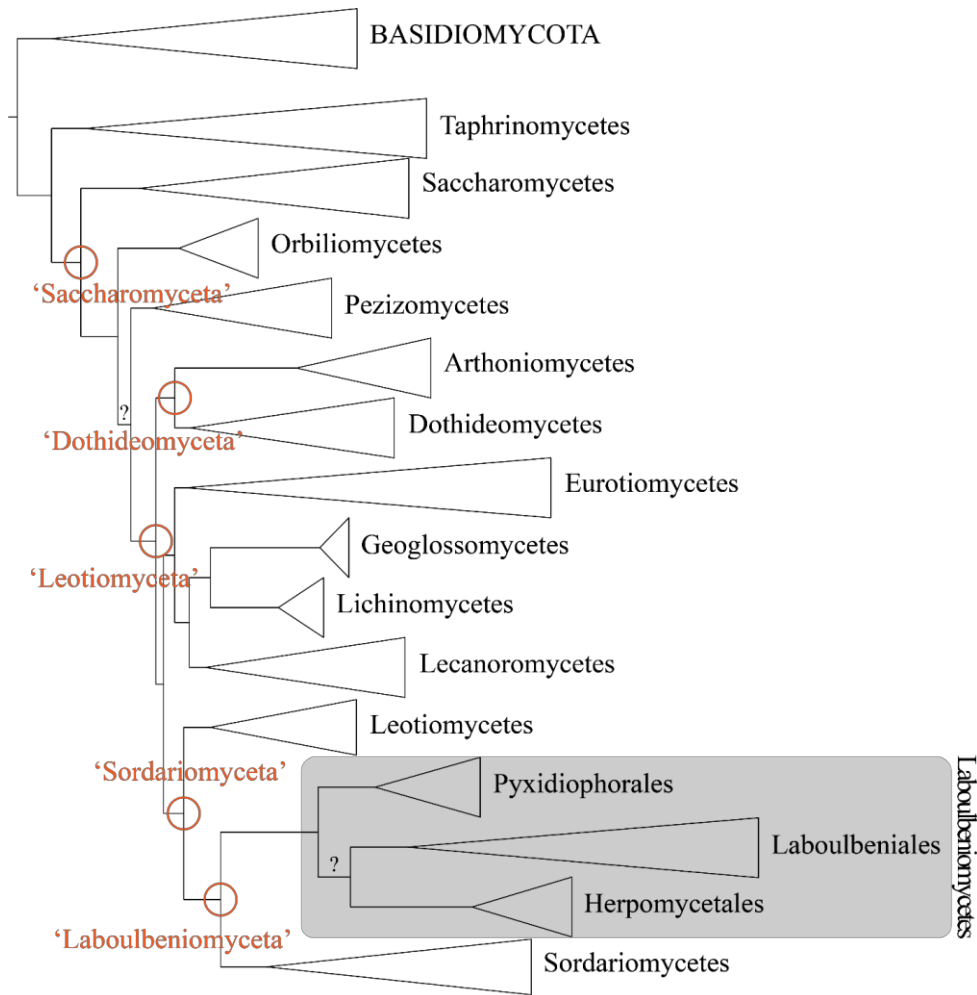 BASIDIOMYCOTA
Taphrinomycetes
Saccharomycetes
Orbiliomycetes
‘Saccharomyceta’
Pezizomycetes
Arthoniomycetes
?
Dothideomycetes
‘Dothideomyceta’
Eurotiomycetes
Geoglossomycetes
‘Leotiomyceta’
Lichinomycetes
Lecanoromycetes
Leotiomycetes
‘Sordariomyceta’
Pyxidiophorales
Laboulbeniomycetes
Laboulbeniales
?
Herpomycetales
‘Laboulbeniomyceta’
Sordariomycetes